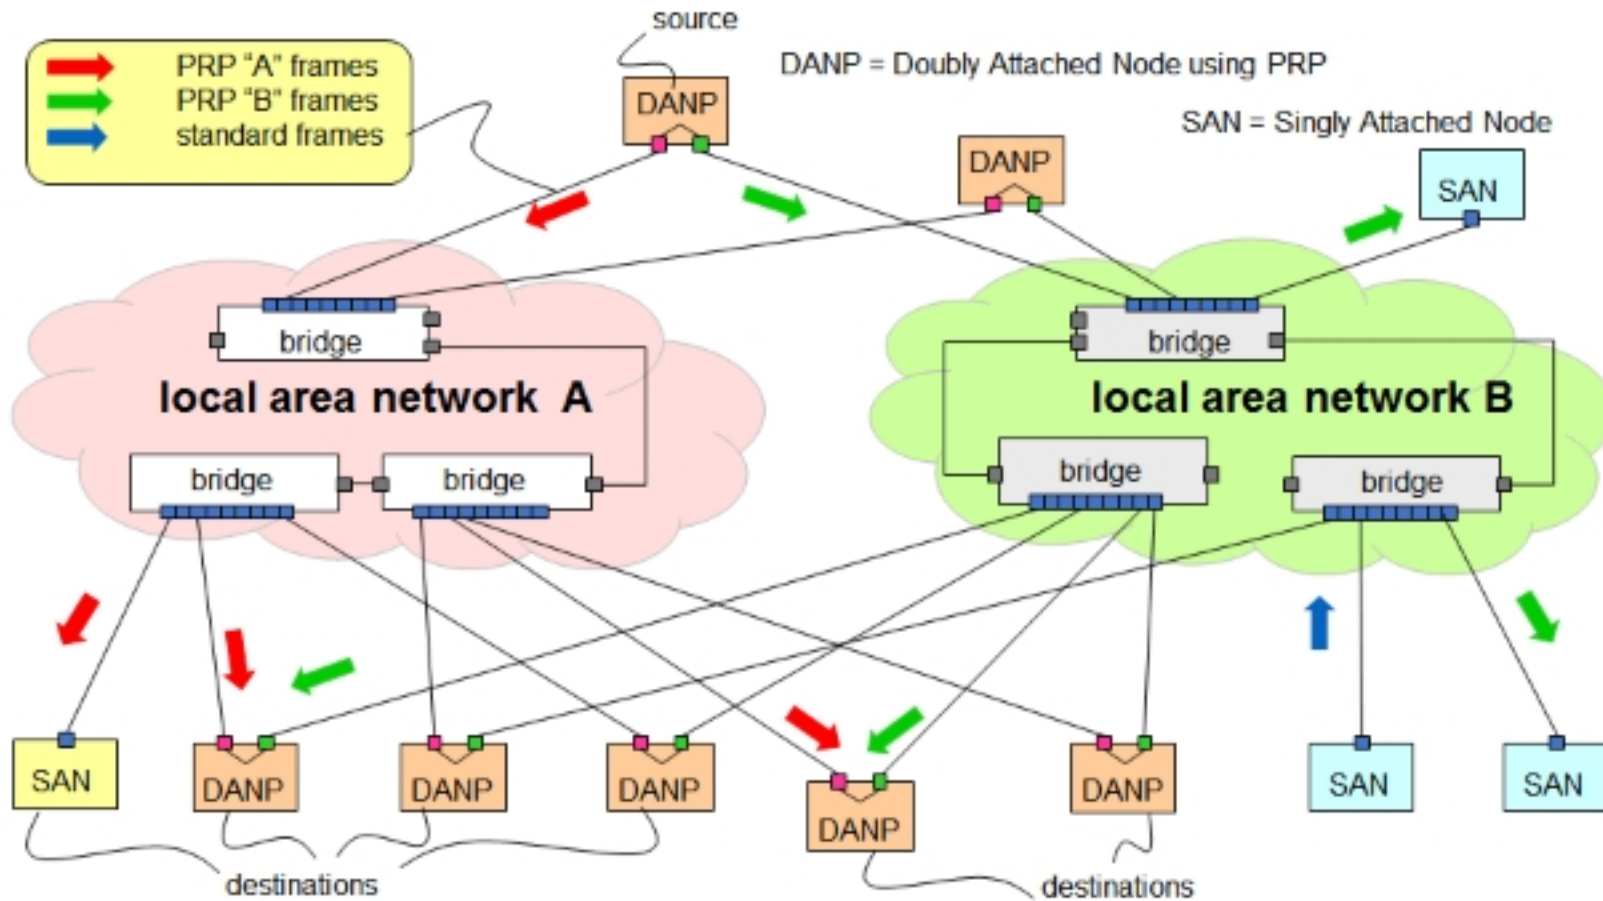 source
PRP "A" frames
PRP "B" frames
standard frames
DANP = Doubly Attached Node using PRP
SAN = Singly Attached Node
DANP
DANP
SAN
bridge
bridge
local area network A
local area network B
bridge
bridge
bridge
bridge
SAN
DANP
DANP
DANP
DANP
DANP
SAN
SAN
destinations
destinations